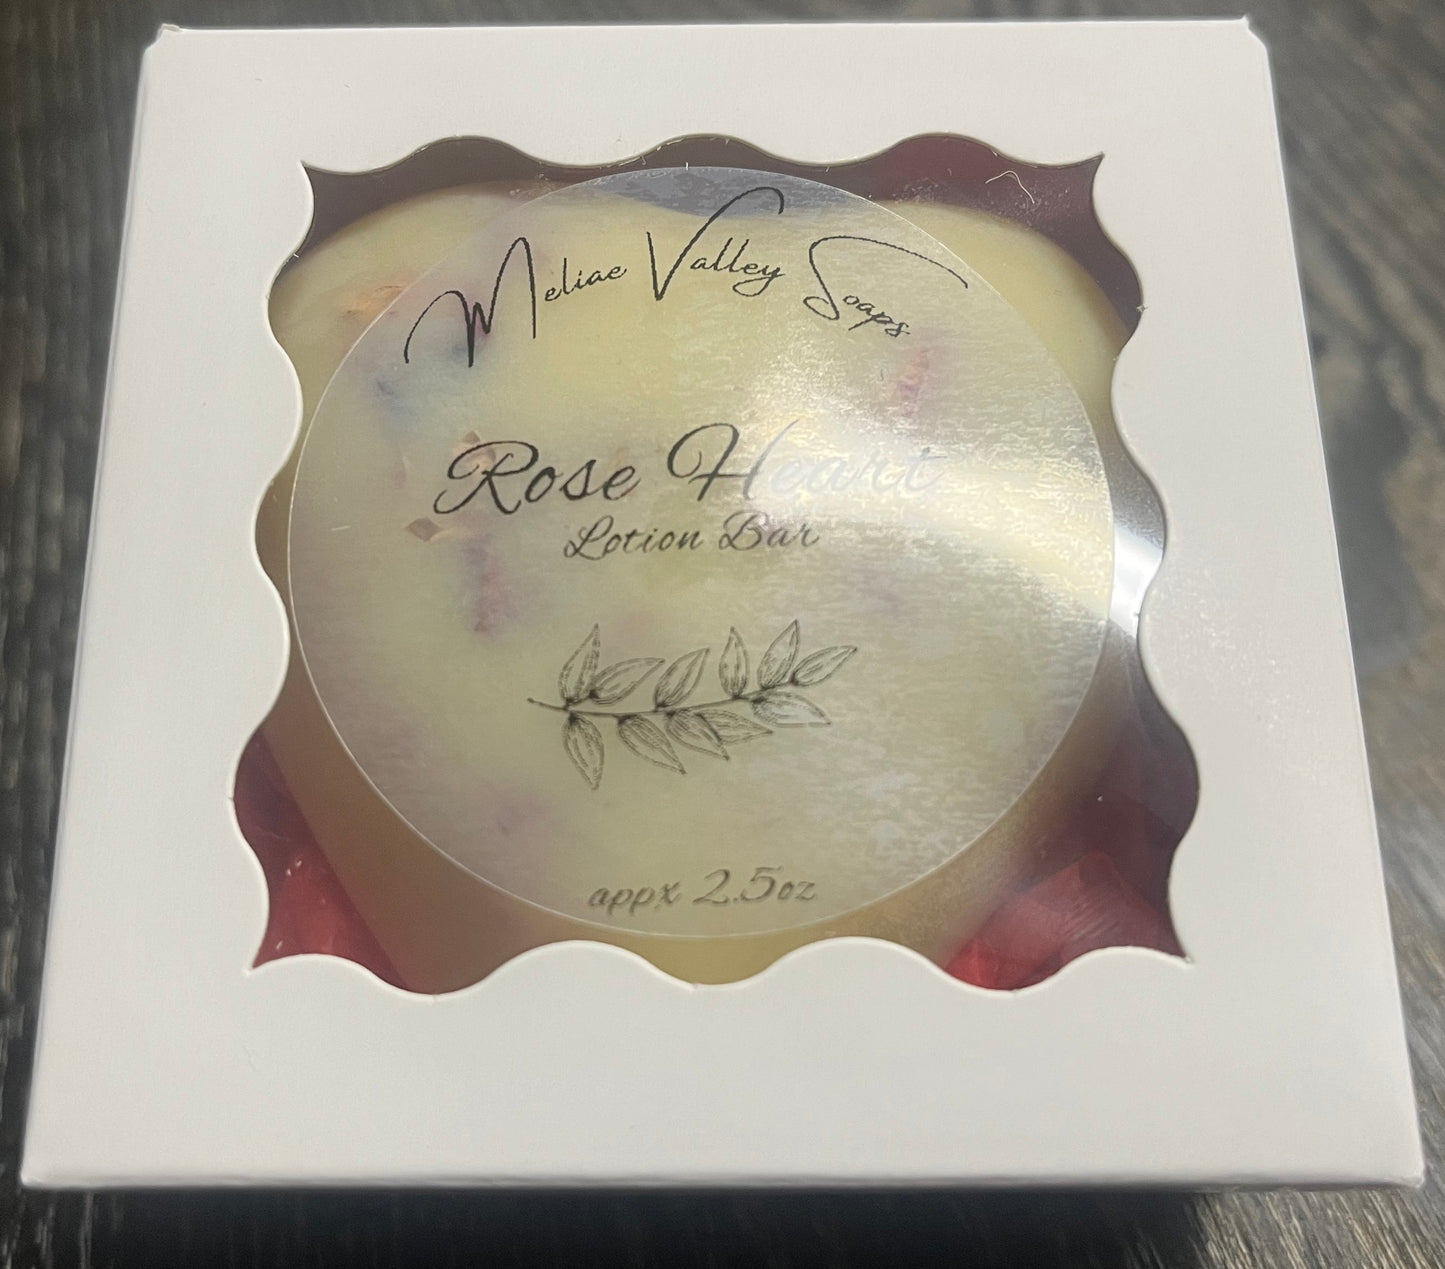 Meliae Valley Soaps
Rose Heart
Lotion Bar
appx 2.5oz